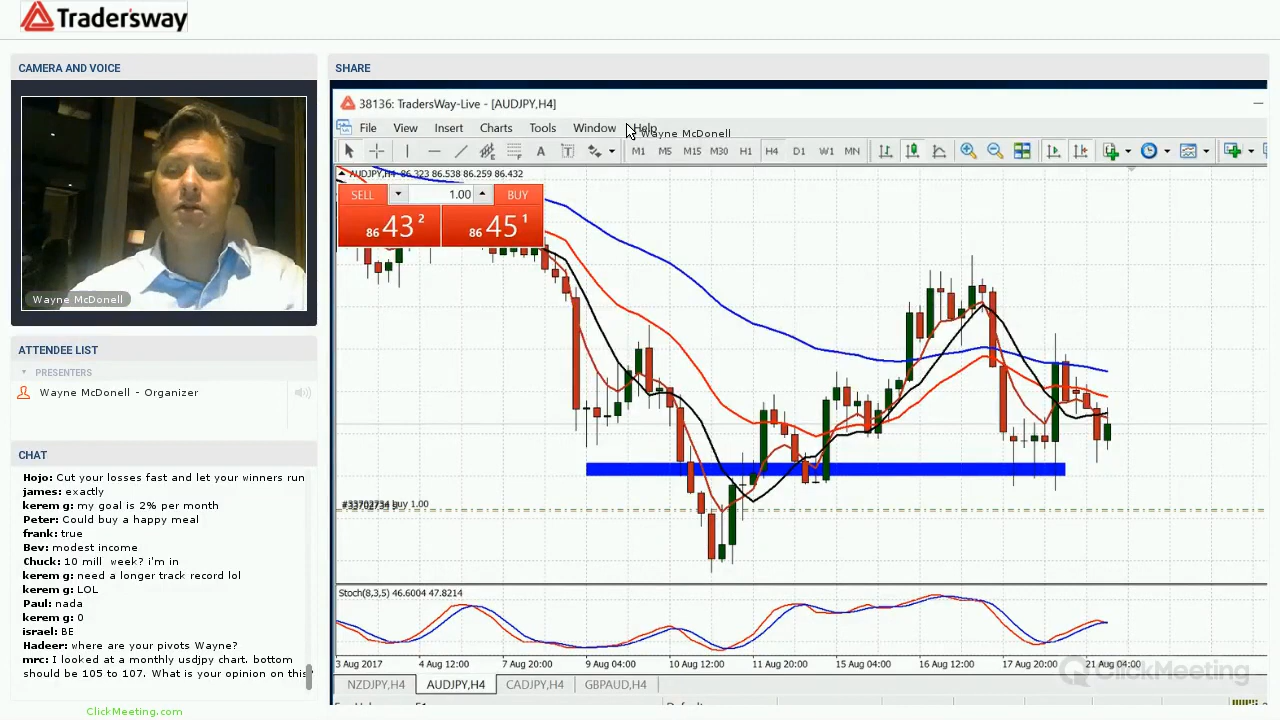 Tradersway
CAMERA AND VOICE
SHARE
Wayne McDonell
ATTENDEE LIST
PRESENTERS
Wayne McDonell - Organizer
CHAT
Hojo: Cut your losses fast and let your winners run
james: exactly
kerem g: my goal is 2% per month
Peter: Could buy a happy meal
frank: true
Bev: modest income
Chuck: 10 mill week? i'm in
kerem g: need a longer track record lol
kerem g: LOL
Paul: nada
kerem g: 0
israel: BE
Hadeer: where are your pivots Wayne?
mrc: I looked at a monthly usdjpy chart. bottom
should be 105 to 107. What is your opinion on this
ClickMeeting.com
38136: TradersWay-Live - [AUDJPY,H4]
File View Insert Charts Tools Window Help
Wayne McDonell
A T M1 M5 M15 M30 H1 H4 D1 W1 MN
AUDJPY,H4 86.323 86.538 86.259 86.432
SELL 1.00 BUY
86 43 2 86 45 1
buy 1.00
Stoch(8,3,5) 46.6004 47.8214
3 Aug 2017 4 Aug 12:00 7 Aug 20:00 9 Aug 04:00 10 Aug 12:00 11 Aug 20:00 15 Aug 04:00 16 Aug 12:00 17 Aug 20:00 21 Aug 04:00
ClickMeeting
NZDJPY,H4 AUDJPY,H4 CADJPY,H4 GBPAUD,H4